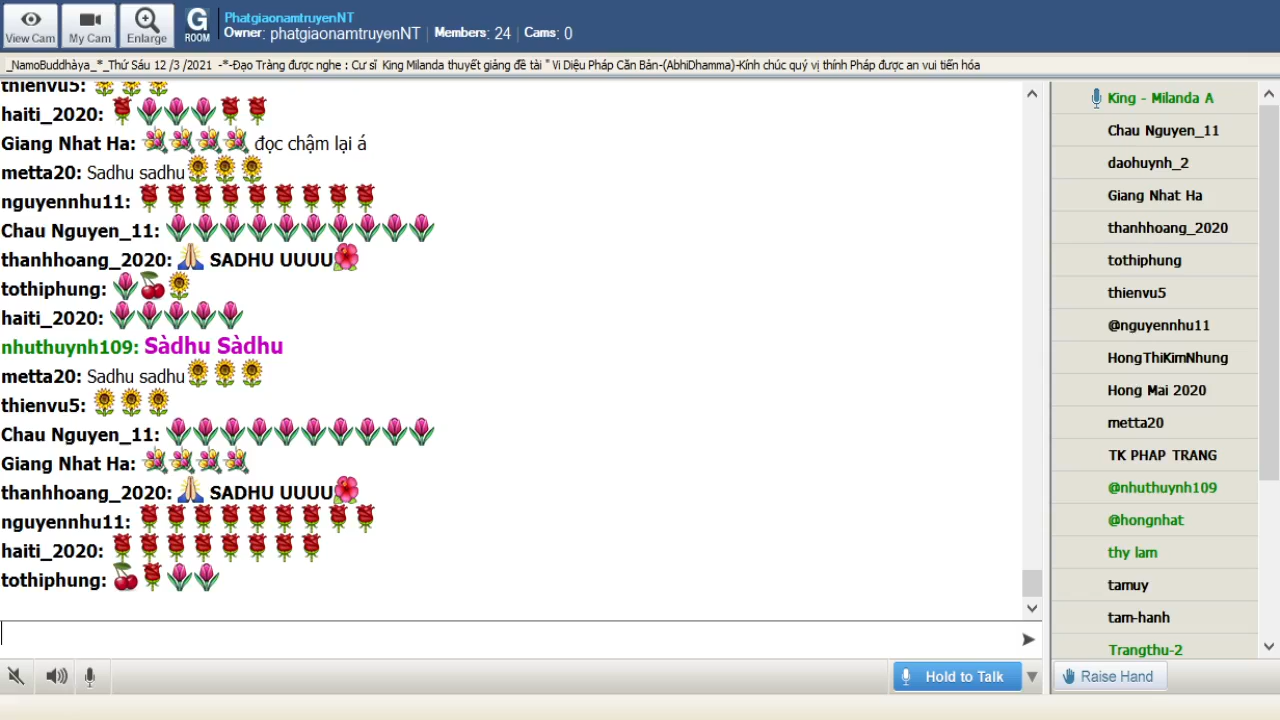 View Cam
My Cam
Enlarge
G
ROOM
PhatgiaonamtruyenNT
Owner: phatgiaonamtruyenNT | Members: 24 | Cams: 0
_NamoBuddhàya_*_Thứ Sáu 12 /3 /2021 -*-Đạo Tràng được nghe : Cư sĩ King Milanda thuyết giảng đề tài " Vi Diệu Pháp Căn Bản-(AbhiDhamma)-Kính chúc quý vị thính Pháp được an vui tiến hóa
thienvu5:
haiti_2020:
Giang Nhat Ha: đọc chậm lại á
metta20: Sadhu sadhu
nguyennhu11:
Chau Nguyen_11:
thanhhoang_2020: SADHU UUUU
tothiphung:
haiti_2020:
nhuthuynh109: Sàdhu Sàdhu
metta20: Sadhu sadhu
thienvu5:
Chau Nguyen_11:
Giang Nhat Ha:
thanhhoang_2020: SADHU UUUU
nguyennhu11:
haiti_2020:
tothiphung:
King - Milanda A
Chau Nguyen_11
daohuynh_2
Giang Nhat Ha
thanhhoang_2020
tothiphung
thienvu5
@nguyennhu11
HongThiKimNhung
Hong Mai 2020
metta20
TK PHAP TRANG
@nhuthuynh109
@hongnhat
thy lam
tamuy
tam-hanh
Trangthu-2
Hold to Talk
Raise Hand